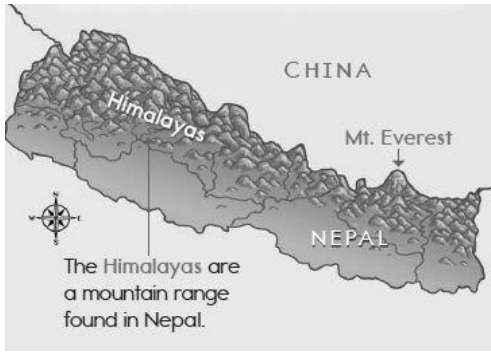 CHINA
Himalayas
Mt. Everest
N
W E
S
NEPAL
The Himalayas are
a mountain range
found in Nepal.